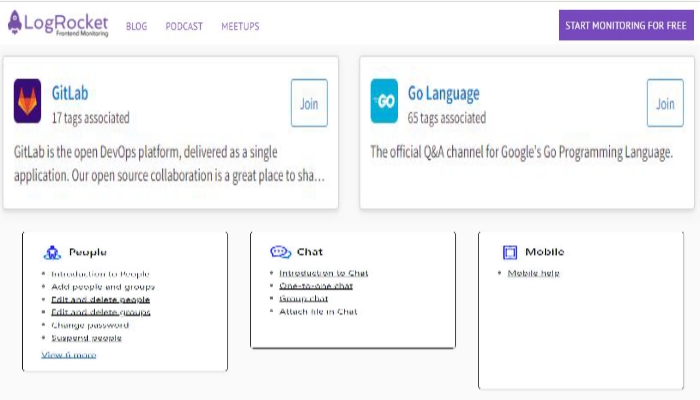 LogRocket
Frontend Monitoring
BLOG PODCAST MEETUPS
START MONITORING FOR FREE
GitLab
17 tags associated
Join
GitLab is the open DevOps platform, delivered as a single
application. Our open source collaboration is a great place to sha...
Go Language
65 tags associated
Join
The official Q&A channel for Google's Go Programming Language.
People
Introduction to People
Add people and groups
Edit and delete people
Edit and delete groups
Change password
Suspend people
View 6 more
Chat
Introduction to Chat
One-to-one chat
Group chat
Attach file in Chat
Mobile
Mobile help